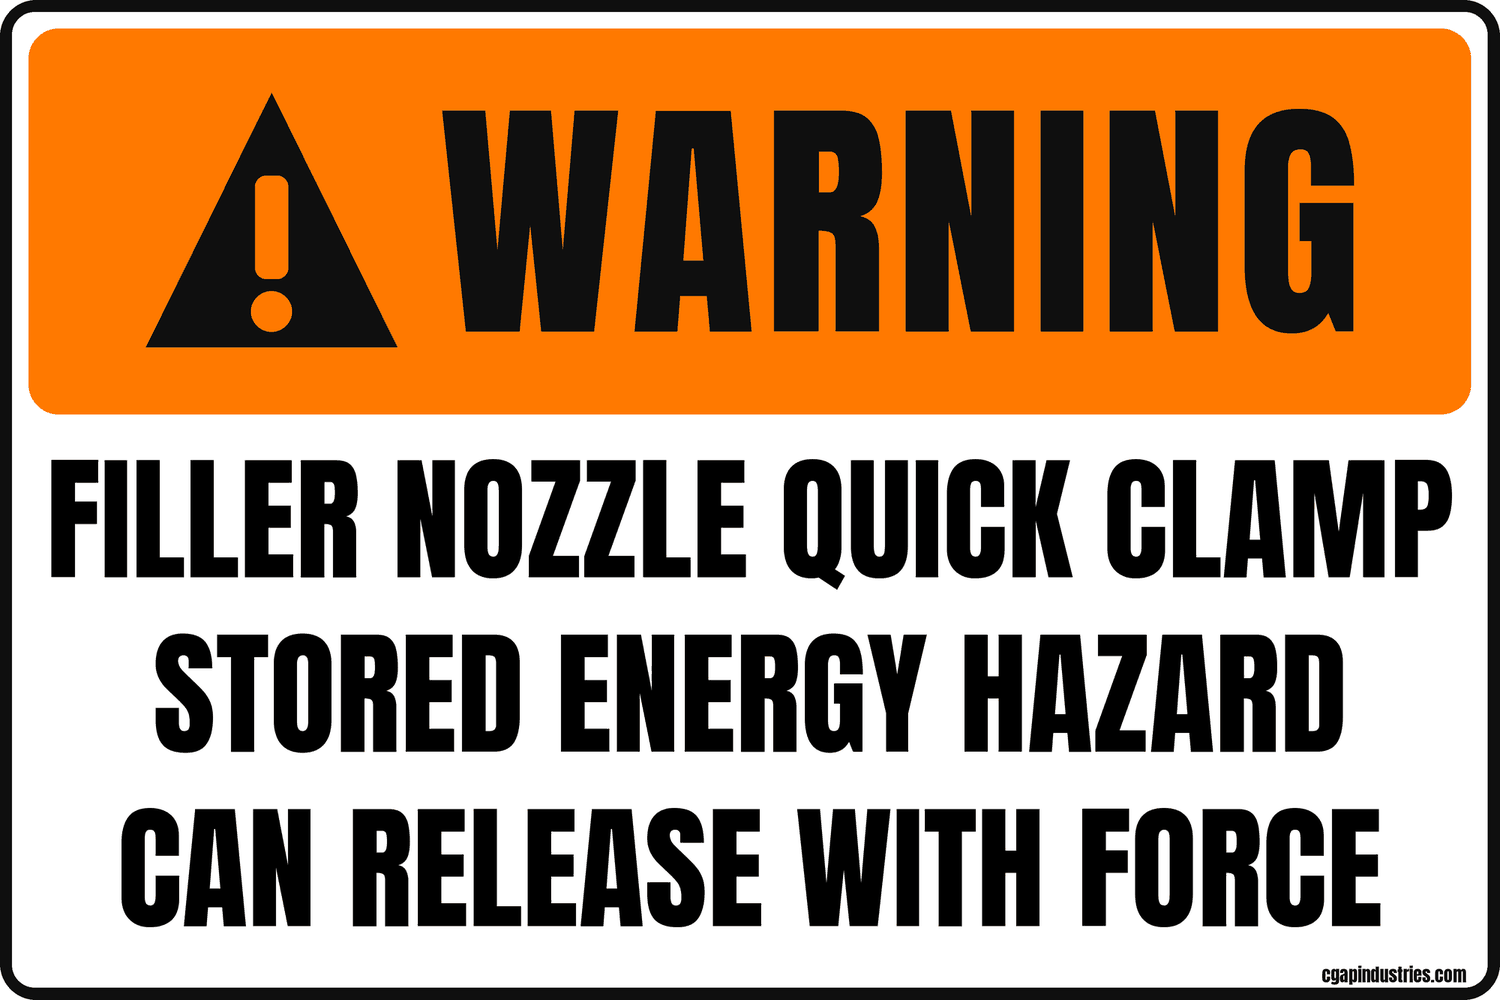 WARNING
FILLER NOZZLE QUICK CLAMP
STORED ENERGY HAZARD
CAN RELEASE WITH FORCE
cgapindustries.com